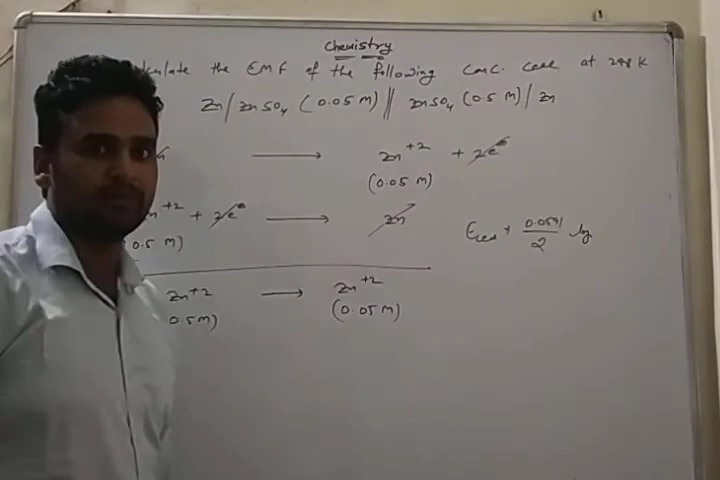 Chemistry
the EMF of the following Conc. Cell at 298 K
Zn / ZnSO4 (0.05 M) || ZnSO4 (0.5 M) / Zn
⟶ Zn+2 + 2e⊖
(0.05 M)
+ 2e⊖ ⟶ Zn
0.5 M)
Ecell + 0.0591/2 log
Zn+2 ⟶ Zn+2
0.5 M) (0.05 M)